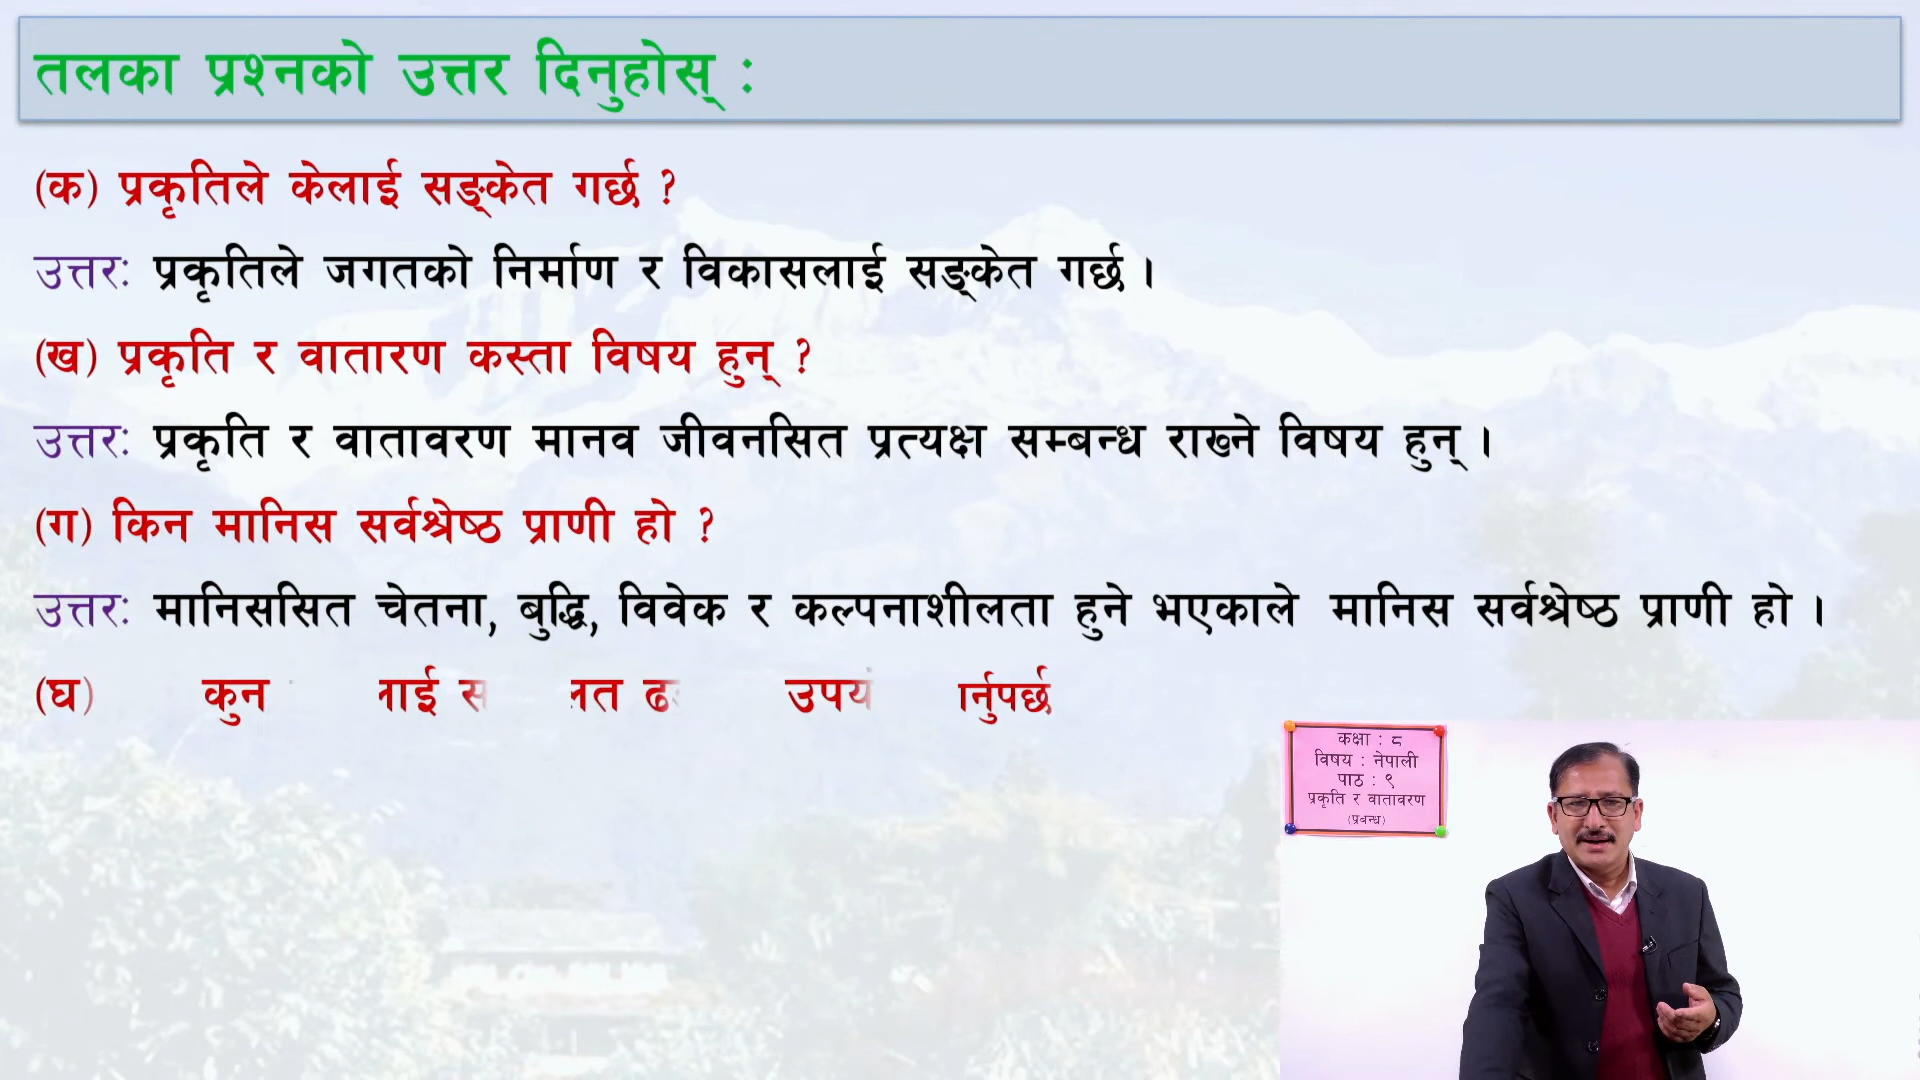 तलका प्रश्नको उत्तर दिनुहोस् :
(क) प्रकृतिले केलाई सङ्केत गर्छ ?
उत्तरः प्रकृतिले जगतको निर्माण र विकासलाई सङ्केत गर्छ ।
(ख) प्रकृति र वातारण कस्ता विषय हुन् ?
उत्तरः प्रकृति र वातावरण मानव जीवनसित प्रत्यक्ष सम्बन्ध राख्ने विषय हुन् ।
(ग) किन मानिस सर्वश्रेष्ठ प्राणी हो ?
उत्तरः मानिससित चेतना, बुद्धि, विवेक र कल्पनाशीलता हुने भएकाले मानिस सर्वश्रेष्ठ प्राणी हो ।
(घ) कुन
कक्षा : ८
विषय : नेपाली
पाठ : ९
प्रकृति र वातावरण
(प्रबन्ध)